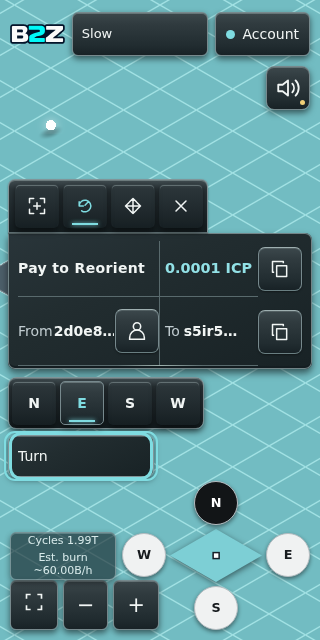 B2Z Slow Account
Pay to Reorient 0.0001 ICP
From 2d0e8... To s5ir5...
N E S W
Turn
N
W E
S
Cycles 1.99T
Est. burn
~60.00B/h